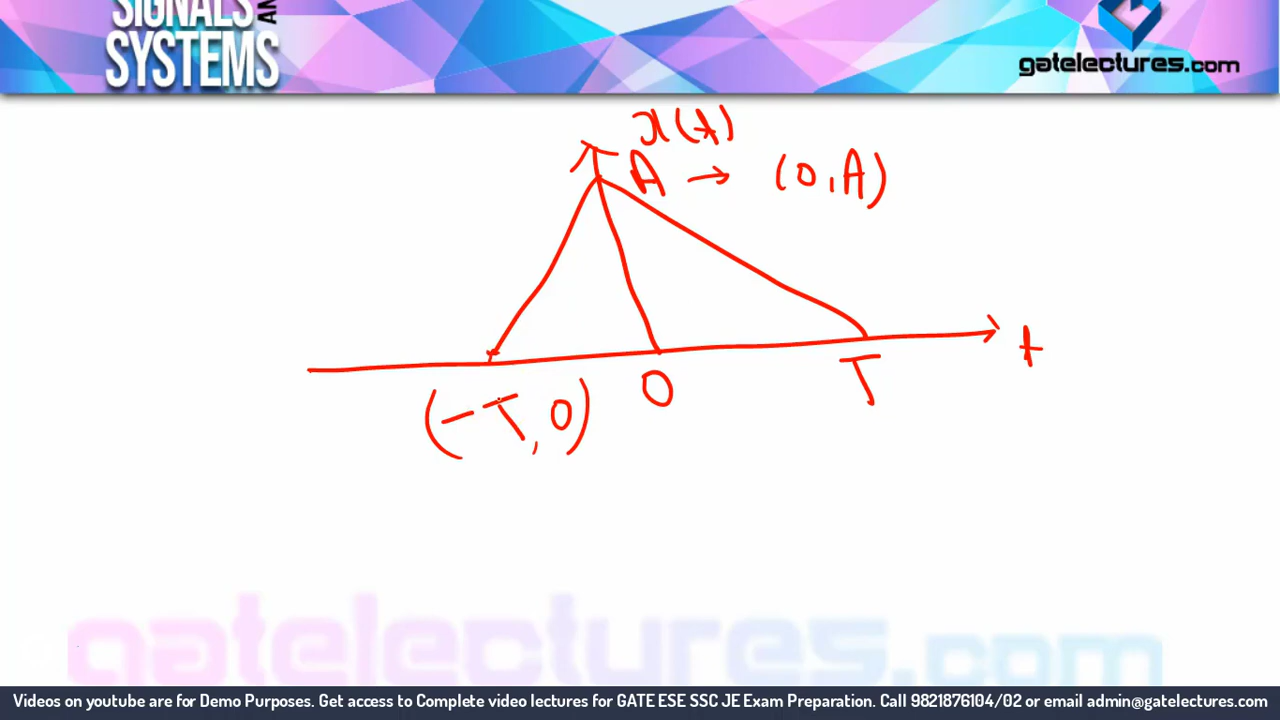 SIGNALS AND
SYSTEMS
gatelectures.com
x(t)
A → (0,A)
t
(-T,0)
0
T
gatelectures.com
Videos on youtube are for Demo Purposes. Get access to Complete video lectures for GATE ESE SSC JE Exam Preparation. Call 9821876104/02 or email admin@gatelectures.com